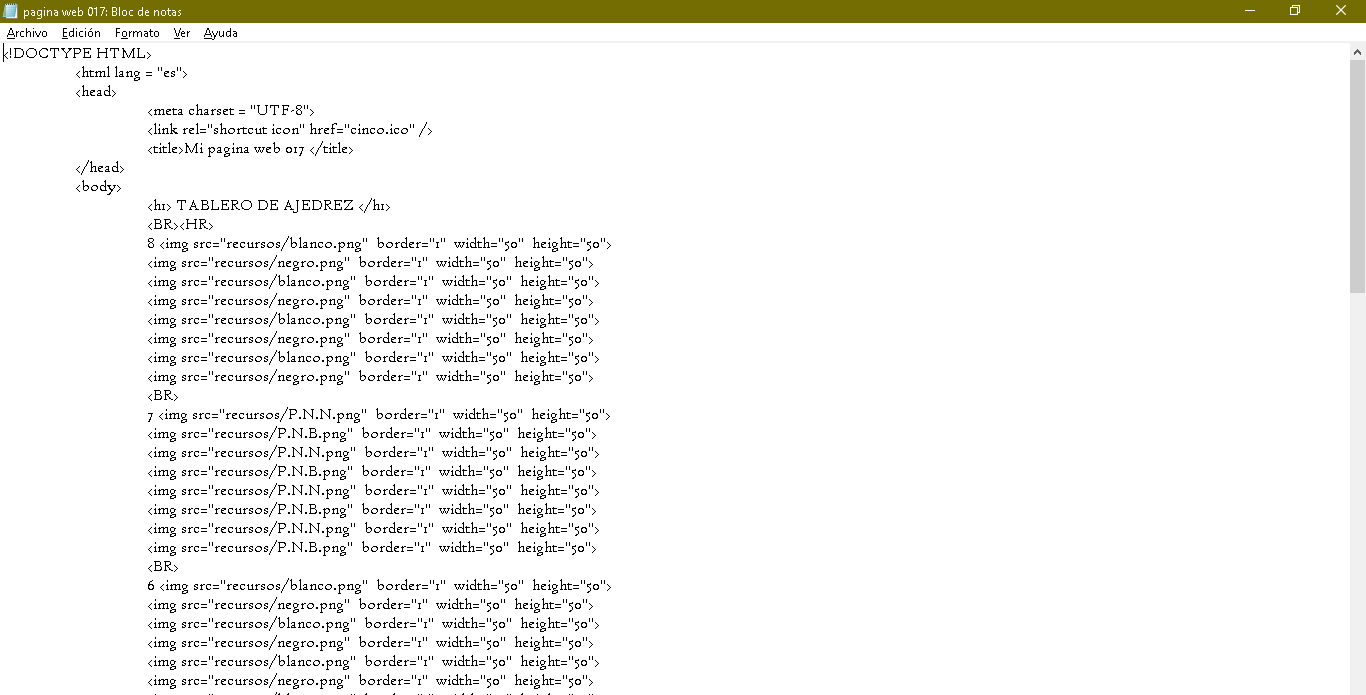 pagina web 017: Bloc de notas
Archivo Edición Formato Ver Ayuda
<!DOCTYPE HTML>
<html lang = "es">
<head>
<meta charset = "UTF-8">
<link rel="shortcut icon" href="cinco.ico" />
<title>Mi pagina web 017 </title>
</head>
<body>
<h1> TABLERO DE AJEDREZ </h1>
<BR><HR>
8 <img src="recursos/blanco.png" border="1" width="50" height="50">
<img src="recursos/negro.png" border="1" width="50" height="50">
<img src="recursos/blanco.png" border="1" width="50" height="50">
<img src="recursos/negro.png" border="1" width="50" height="50">
<img src="recursos/blanco.png" border="1" width="50" height="50">
<img src="recursos/negro.png" border="1" width="50" height="50">
<img src="recursos/blanco.png" border="1" width="50" height="50">
<img src="recursos/negro.png" border="1" width="50" height="50">
<BR>
7 <img src="recursos/P.N.N.png" border="1" width="50" height="50">
<img src="recursos/P.N.B.png" border="1" width="50" height="50">
<img src="recursos/P.N.N.png" border="1" width="50" height="50">
<img src="recursos/P.N.B.png" border="1" width="50" height="50">
<img src="recursos/P.N.N.png" border="1" width="50" height="50">
<img src="recursos/P.N.B.png" border="1" width="50" height="50">
<img src="recursos/P.N.N.png" border="1" width="50" height="50">
<img src="recursos/P.N.B.png" border="1" width="50" height="50">
<BR>
6 <img src="recursos/blanco.png" border="1" width="50" height="50">
<img src="recursos/negro.png" border="1" width="50" height="50">
<img src="recursos/blanco.png" border="1" width="50" height="50">
<img src="recursos/negro.png" border="1" width="50" height="50">
<img src="recursos/blanco.png" border="1" width="50" height="50">
<img src="recursos/negro.png" border="1" width="50" height="50">